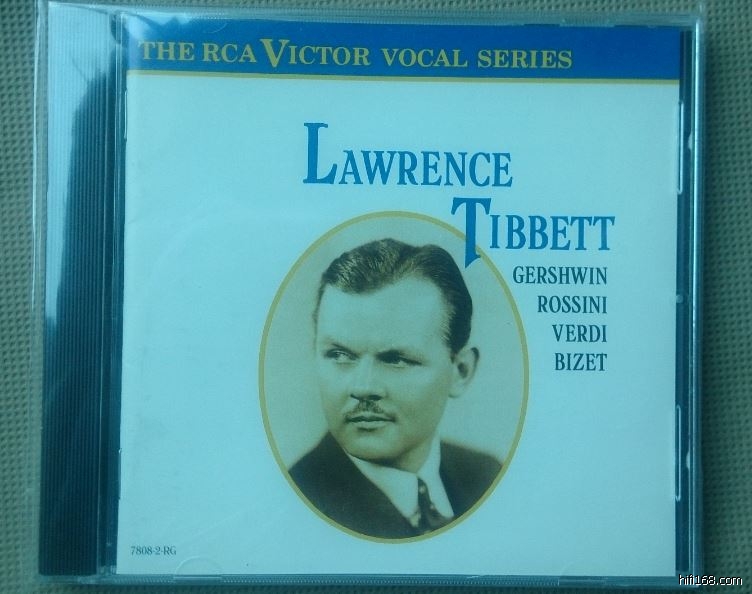 THE RCA VICTOR VOCAL SERIES
LAWRENCE
TIBBETT
GERSHWIN
ROSSINI
VERDI
BIZET
7808-2-RG
hifi168.com